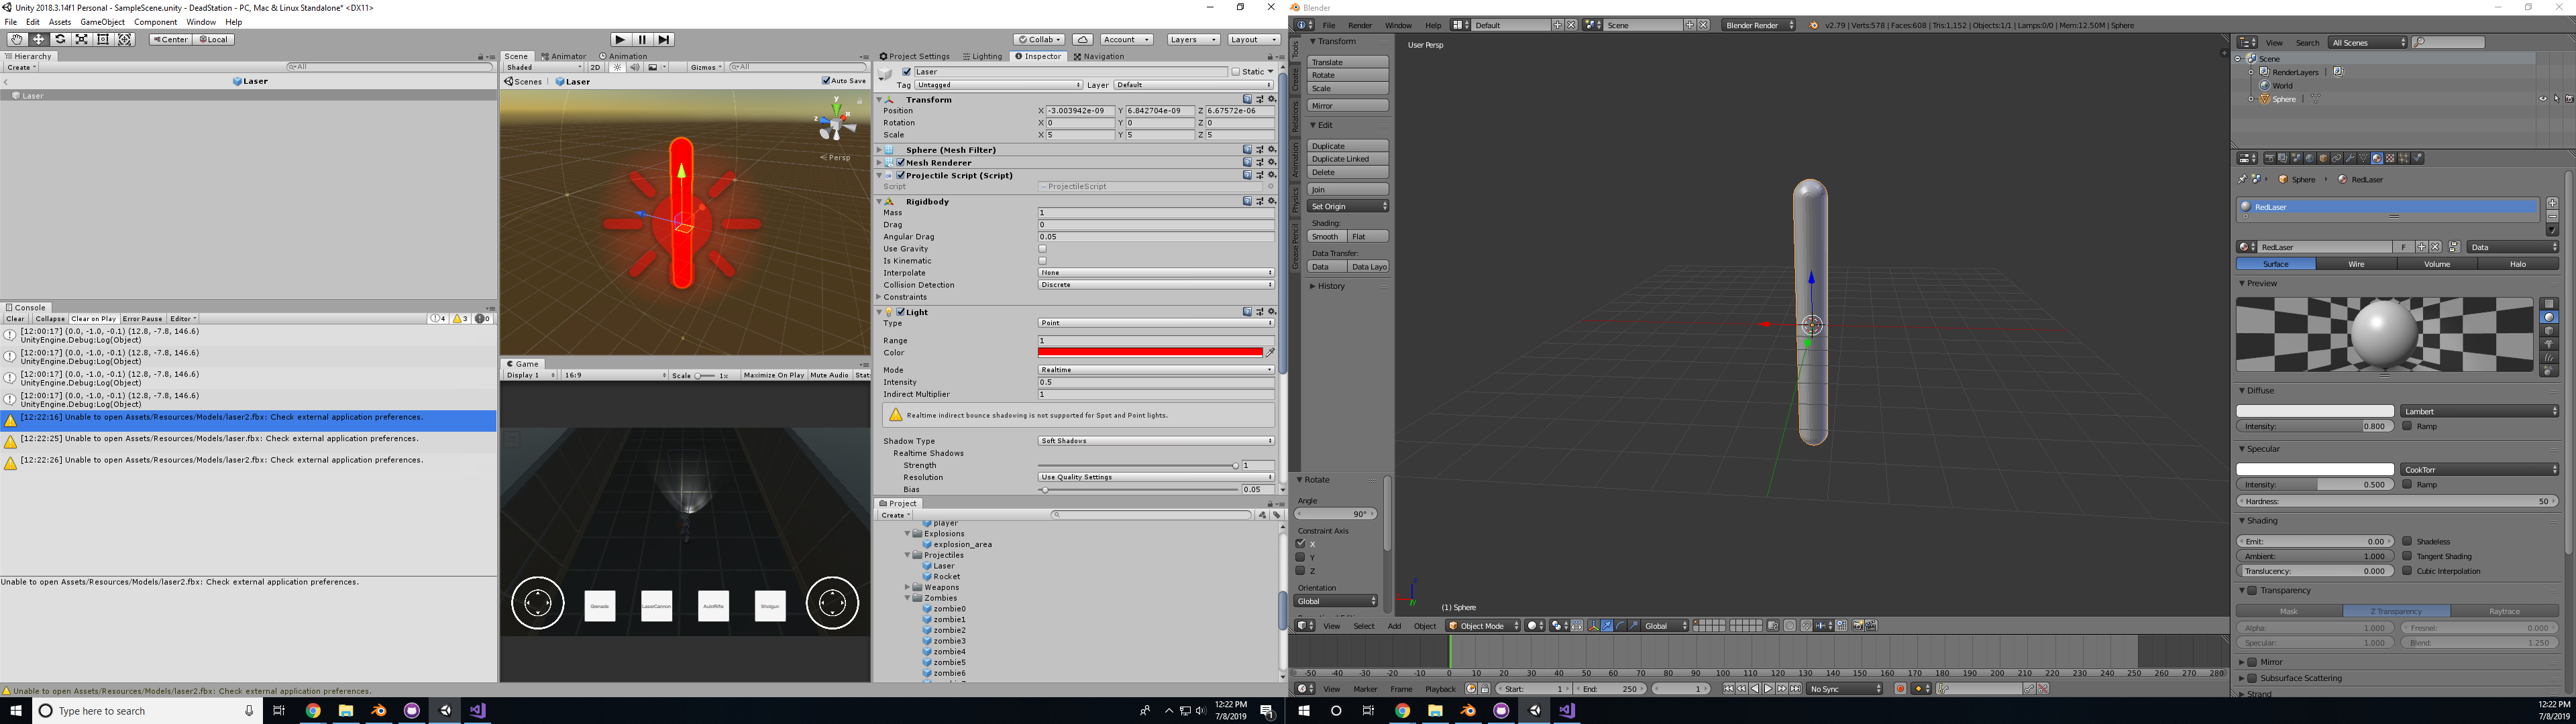 Unity 2018.3.14f1 Personal - SampleScene.unity - DeadStation - PC, Mac & Linux Standalone* <DX11>
File Edit Assets GameObject Component Window Help
Center Local Collab Account Layers Layout
Hierarchy
Create All
Laser
Laser
Console
Clear Collapse Clear on Play Error Pause Editor 4 3 0
[12:00:17] (0.0, -1.0, -0.1) (12.8, -7.8, 146.6)
UnityEngine.Debug:Log(Object)
[12:00:17] (0.0, -1.0, -0.1) (12.8, -7.8, 146.6)
UnityEngine.Debug:Log(Object)
[12:00:17] (0.0, -1.0, -0.1) (12.8, -7.8, 146.6)
UnityEngine.Debug:Log(Object)
[12:00:17] (0.0, -1.0, -0.1) (12.8, -7.8, 146.6)
UnityEngine.Debug:Log(Object)
[12:22:16] Unable to open Assets/Resources/Models/laser2.fbx: Check external application preferences.
[12:22:25] Unable to open Assets/Resources/Models/laser.fbx: Check external application preferences.
[12:22:26] Unable to open Assets/Resources/Models/laser2.fbx: Check external application preferences.
Unable to open Assets/Resources/Models/laser2.fbx: Check external application preferences.
Unable to open Assets/Resources/Models/laser2.fbx: Check external application preferences.
Scene Animator Animation
Shaded 2D Gizmos All
Scenes Laser Auto Save
y
x
z
Persp
Game
Display 1 16:9 Scale 1x Maximize On Play Mute Audio Stats
Grenade LaserCannon AutoRifle Shotgun
Project Settings Lighting Inspector Navigation
Laser Static
Tag Untagged Layer Default
Transform
Position X -3.003942e-09 Y 6.842704e-09 Z 6.67572e-06
Rotation X 0 Y 0 Z 0
Scale X 5 Y 5 Z 5
Sphere (Mesh Filter)
Mesh Renderer
Projectile Script (Script)
Script ProjectileScript
Rigidbody
Mass 1
Drag 0
Angular Drag 0.05
Use Gravity
Is Kinematic
Interpolate None
Collision Detection Discrete
Constraints
Light
Type Point
Range 1
Color
Mode Realtime
Intensity 0.5
Indirect Multiplier 1
Realtime indirect bounce shadowing is not supported for Spot and Point lights.
Shadow Type Soft Shadows
Realtime Shadows
Strength 1
Resolution Use Quality Settings
Bias 0.05
Project
Create
player
Explosions
explosion_area
Projectiles
Laser
Rocket
Weapons
Zombies
zombie0
zombie1
zombie2
zombie3
zombie4
zombie5
zombie6
Type here to search
12:22 PM
7/8/2019
1
Blender
File Render Window Help Default Scene Blender Render v2.79 | Verts:578 | Faces:608 | Tris:1,152 | Objects:1/1 | Lamps:0/0 | Mem:12.50M | Sphere
Tools
Create
Relations
Animation
Physics
Grease Pencil
Transform
Translate
Rotate
Scale
Mirror
Edit
Duplicate
Duplicate Linked
Delete
Join
Set Origin
Shading:
Smooth Flat
Data Transfer:
Data Data Layo
History
Rotate
Angle
90°
Constraint Axis
X
Y
Z
Orientation
Global
User Persp
(1) Sphere
View Select Add Object Object Mode Global
-50 -40 -30 -20 -10 0 10 20 30 40 50 60 70 80 90 100 110 120 130 140 150 160 170 180 190 200 210 220 230 240 250 260 270 280
View Marker Frame Playback Start: 1 End: 250 1 No Sync
View Search All Scenes
Scene
RenderLayers
World
Sphere
Sphere RedLaser
RedLaser
RedLaser F Data
Surface Wire Volume Halo
Preview
Diffuse
Lambert
Intensity: 0.800 Ramp
Specular
CookTorr
Intensity: 0.500 Ramp
Hardness: 50
Shading
Emit: 0.00 Shadeless
Ambient: 1.000 Tangent Shading
Translucency: 0.000 Cubic Interpolation
Transparency
Mask Z Transparency Raytrace
Alpha: 1.000 Fresnel: 0.000
Specular: 1.000 Blend: 1.250
Mirror
Subsurface Scattering
Strand
12:22 PM
7/8/2019